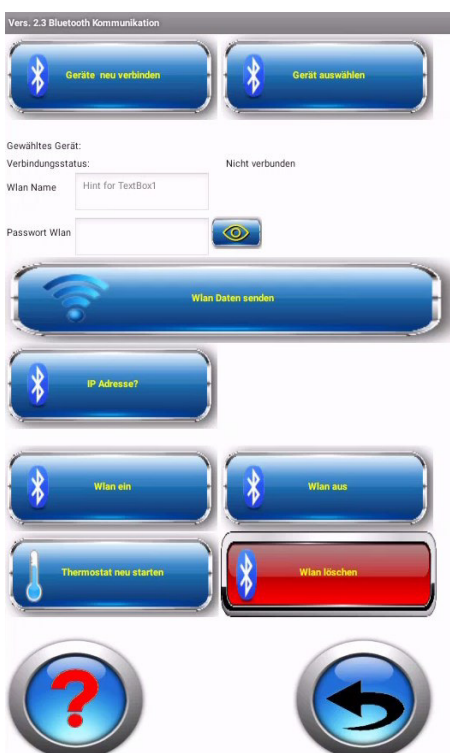 Vers. 2.3 Bluetooth Kommunikation
Geräte neu verbinden
Gerät auswählen
Gewähltes Gerät:
Verbindungsstatus: Nicht verbunden
Wlan Name Hint for TextBox1
Passwort Wlan
Wlan Daten senden
IP Adresse?
Wlan ein
Wlan aus
Thermostat neu starten
Wlan löschen
?